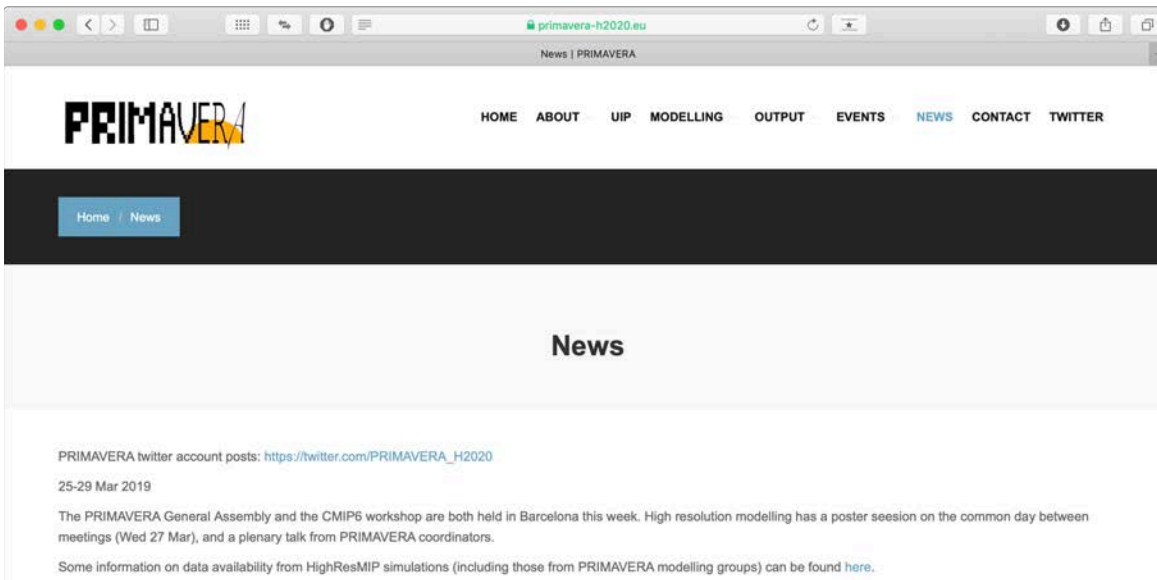 primavera-h2020.eu
News | PRIMAVERA
PRIMAVERA
HOME ABOUT UIP MODELLING OUTPUT EVENTS NEWS CONTACT TWITTER
Home / News
News
PRIMAVERA twitter account posts: https://twitter.com/PRIMAVERA_H2020
25-29 Mar 2019
The PRIMAVERA General Assembly and the CMIP6 workshop are both held in Barcelona this week. High resolution modelling has a poster seesion on the common day between
meetings (Wed 27 Mar), and a plenary talk from PRIMAVERA coordinators.
Some information on data availability from HighResMIP simulations (including those from PRIMAVERA modelling groups) can be found here.